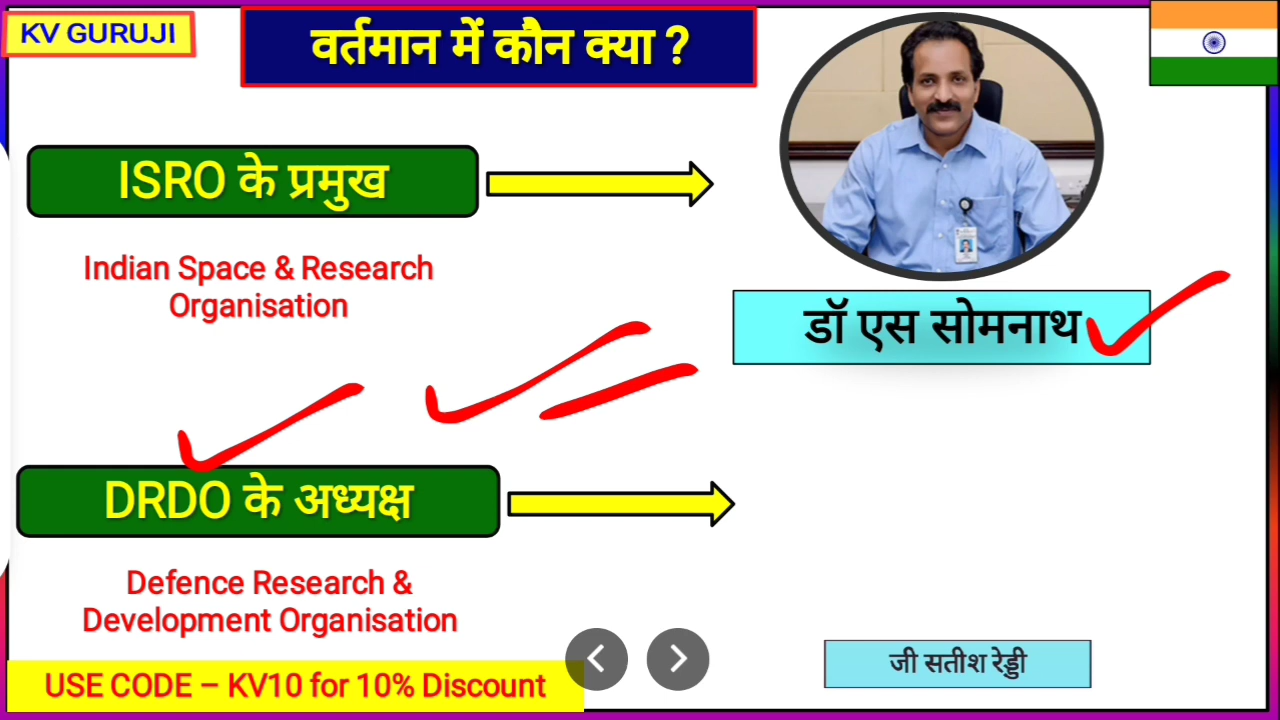 KV GURUJI
वर्तमान में कौन क्या ?
ISRO के प्रमुख
Indian Space & Research
Organisation
डॉ एस सोमनाथ
DRDO के अध्यक्ष
Defence Research &
Development Organisation
जी सतीश रेड्डी
USE CODE – KV10 for 10% Discount